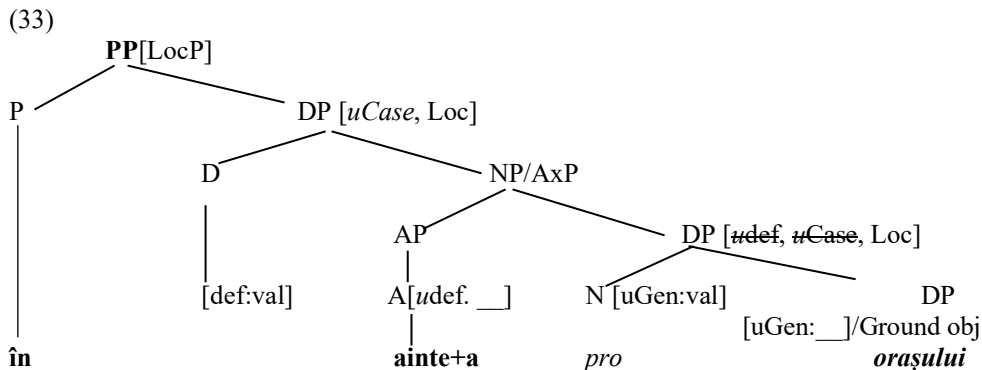 (33)
PP[LocP]
P DP [uCase, Loc]
D NP/AxP
AP DP [udef, uCase, Loc]
[def:val] A[udef. __] N [uGen:val] DP
[uGen:__]/Ground obj
în ainte+a pro orașului